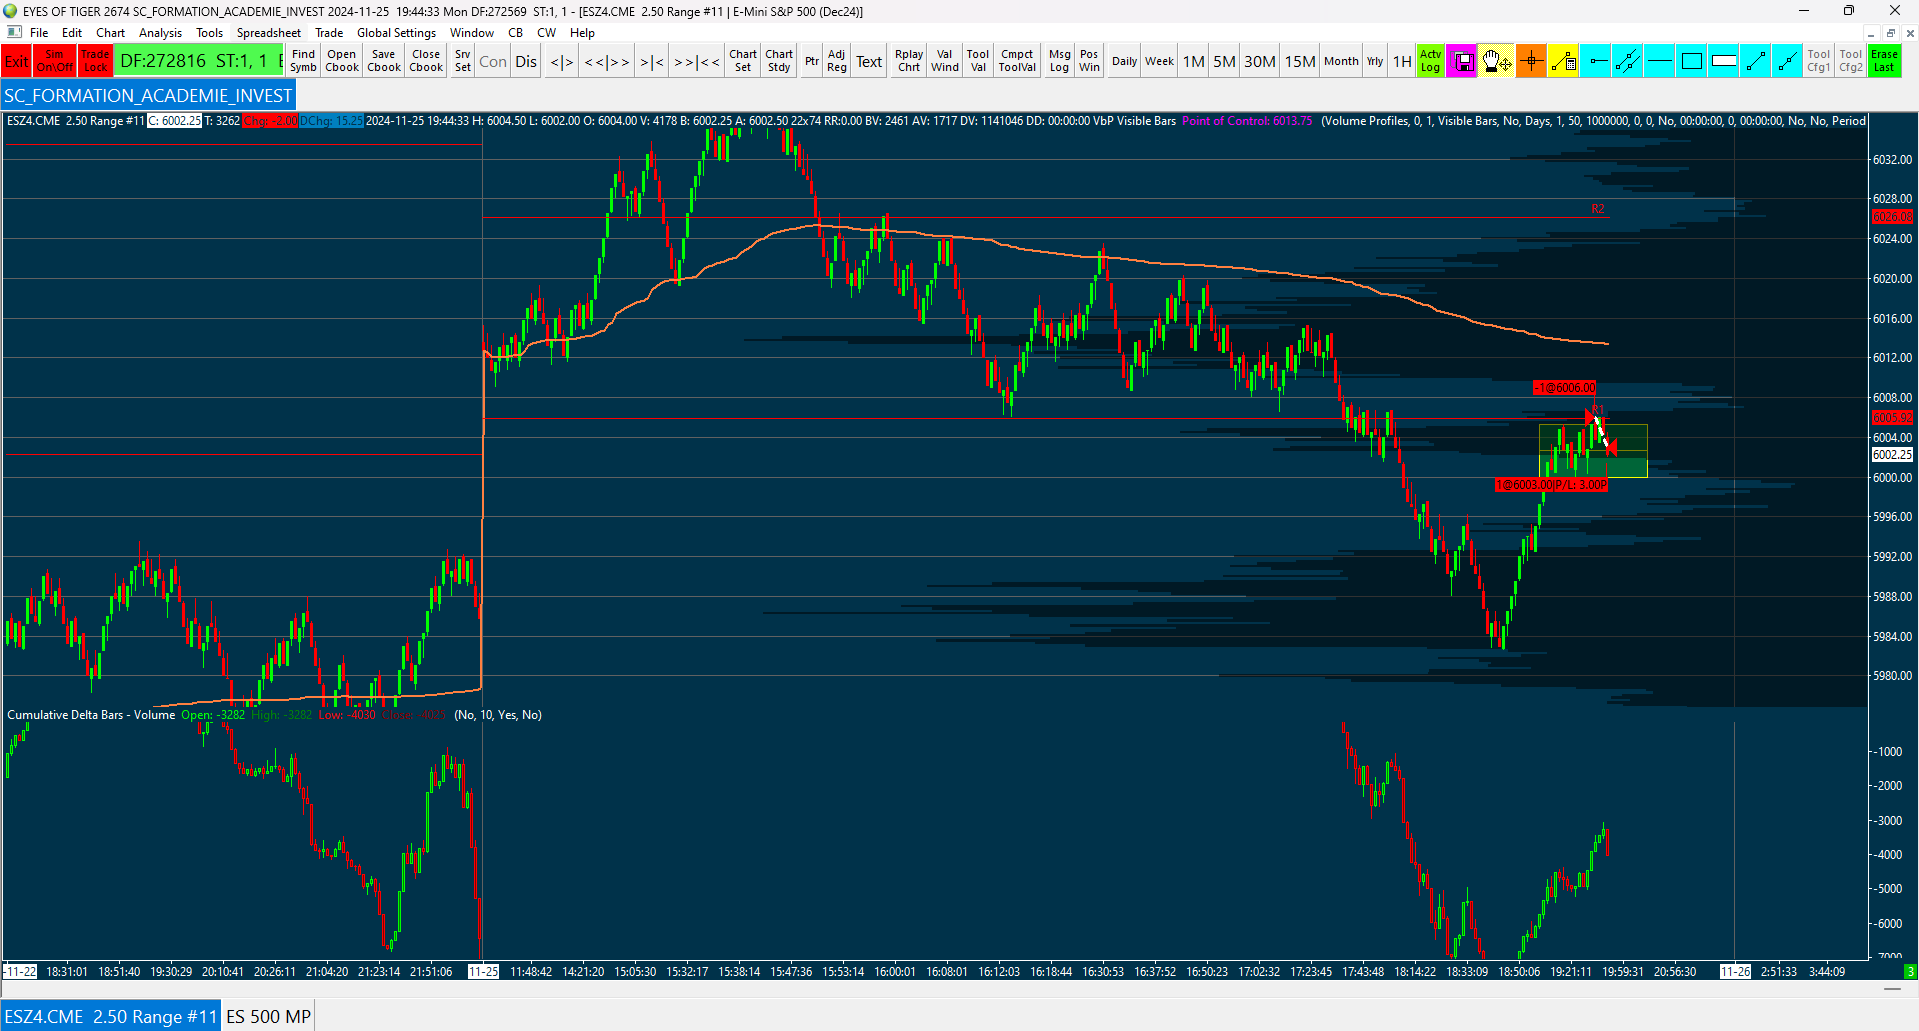 EYES OF TIGER 2674 SC_FORMATION_ACADEMIE_INVEST 2024-11-25 19:44:33 Mon DF:272569 ST:1, 1 - [ESZ4.CME 2.50 Range #11 | E-Mini S&P 500 (Dec24)]
File Edit Chart Analysis Tools Spreadsheet Trade Global Settings Window CB CW Help
Exit Sim On\Off Trade Lock DF:272816 ST:1, 1 Find Symb Open Cbook Save Cbook Close Cbook Srv Set Con Dis <|> <<|>> >|< >>|<< Chart Set Chart Stdy Ptr Adj Reg Text Rplay Chrt Val Wind Tool Val Cmpct ToolVal Msg Log Pos Win Daily Week 1M 5M 30M 15M Month Yrly 1H Actv Log Tool Cfg1 Tool Cfg2 Erase Last
SC_FORMATION_ACADEMIE_INVEST
ESZ4.CME 2.50 Range #11 C: 6002.25 T: 3262 Chg: -2.00 DChg: 15.25 2024-11-25 19:44:33 H: 6004.50 L: 6002.00 O: 6004.00 V: 4178 B: 6002.25 A: 6002.50 22x74 RR:0.00 BV: 2461 AV: 1717 DV: 1141046 DD: 00:00:00 VbP Visible Bars Point of Control: 6013.75 (Volume Profiles, 0, 1, Visible Bars, No, Days, 1, 50, 1000000, 0, 0, No, 00:00:00, 0, 00:00:00, No, No, Period
6032.00
6028.00
R2
6026.08
6024.00
6020.00
6016.00
6012.00
-1@6006.00
6008.00
R1
6005.92
6004.00
6002.25
6000.00
1@6003.00 P/L: 3.00P
5996.00
5992.00
5988.00
5984.00
5980.00
Cumulative Delta Bars - Volume Open: -3282 High: -3282 Low: -4030 Close: -4025 (No, 10, Yes, No)
-1000
-2000
-3000
-4000
-5000
-6000
-7000
-11-22 18:31:01 18:51:40 19:30:29 20:10:41 20:26:11 21:04:20 21:23:14 21:51:06 11-25 11:48:42 14:21:20 15:05:30 15:32:17 15:38:14 15:47:36 15:53:14 16:00:01 16:08:01 16:12:03 16:18:44 16:30:53 16:37:52 16:50:23 17:02:32 17:23:45 17:43:48 18:14:22 18:33:09 18:50:06 19:21:11 19:59:31 20:56:30 11-26 2:51:33 3:44:09 3
ESZ4.CME 2.50 Range #11 ES 500 MP